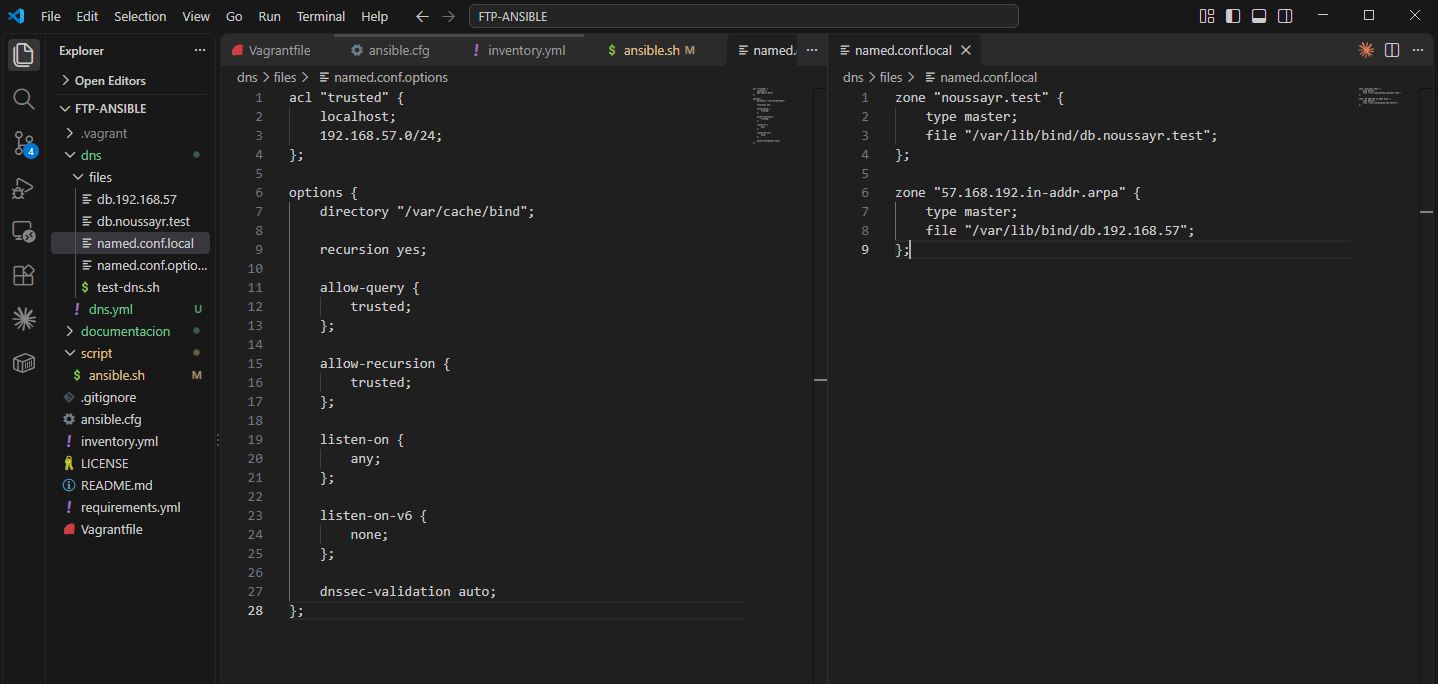 File Edit Selection View Go Run Terminal Help
FTP-ANSIBLE
Explorer
Open Editors
FTP-ANSIBLE
.vagrant
dns
files
db.192.168.57
db.noussayr.test
named.conf.local
named.conf.optio...
test-dns.sh
dns.yml U
documentacion
script
ansible.sh M
.gitignore
ansible.cfg
inventory.yml
LICENSE
README.md
requirements.yml
Vagrantfile
4
Vagrantfile ansible.cfg inventory.yml ansible.sh M named.
dns > files > named.conf.options
1 acl "trusted" {
2 localhost;
3 192.168.57.0/24;
4 };
5
6 options {
7 directory "/var/cache/bind";
8
9 recursion yes;
10
11 allow-query {
12 trusted;
13 };
14
15 allow-recursion {
16 trusted;
17 };
18
19 listen-on {
20 any;
21 };
22
23 listen-on-v6 {
24 none;
25 };
26
27 dnssec-validation auto;
28 };
named.conf.local
dns > files > named.conf.local
1 zone "noussayr.test" {
2 type master;
3 file "/var/lib/bind/db.noussayr.test";
4 };
5
6 zone "57.168.192.in-addr.arpa" {
7 type master;
8 file "/var/lib/bind/db.192.168.57";
9 };